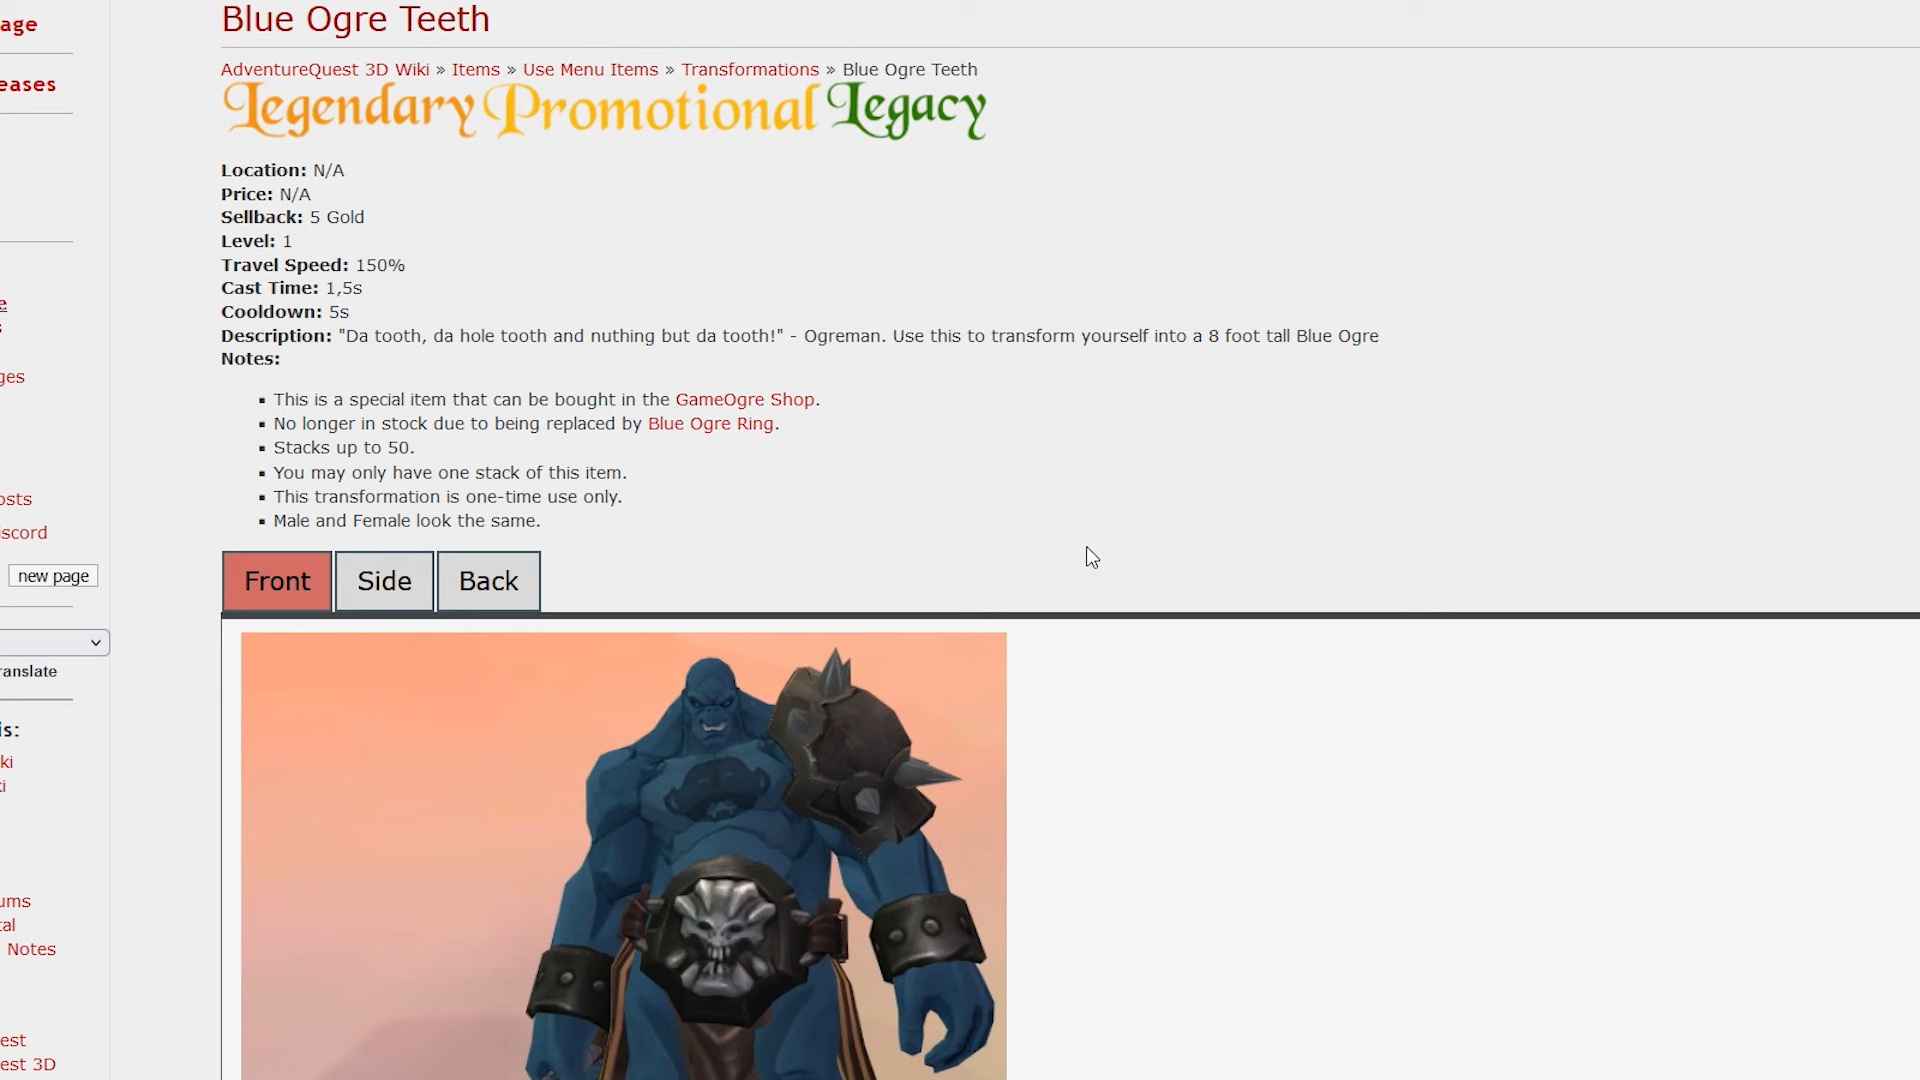 age
eases
e
ges
osts
iscord
new page
ranslate
is:
ki
i
ums
tal
Notes
est
est 3D
Blue Ogre Teeth
AdventureQuest 3D Wiki » Items » Use Menu Items » Transformations » Blue Ogre Teeth
Legendary Promotional Legacy
Location: N/A
Price: N/A
Sellback: 5 Gold
Level: 1
Travel Speed: 150%
Cast Time: 1,5s
Cooldown: 5s
Description: "Da tooth, da hole tooth and nuthing but da tooth!" - Ogreman. Use this to transform yourself into a 8 foot tall Blue Ogre
Notes:
▪ This is a special item that can be bought in the GameOgre Shop.
▪ No longer in stock due to being replaced by Blue Ogre Ring.
▪ Stacks up to 50.
▪ You may only have one stack of this item.
▪ This transformation is one-time use only.
▪ Male and Female look the same.
Front Side Back